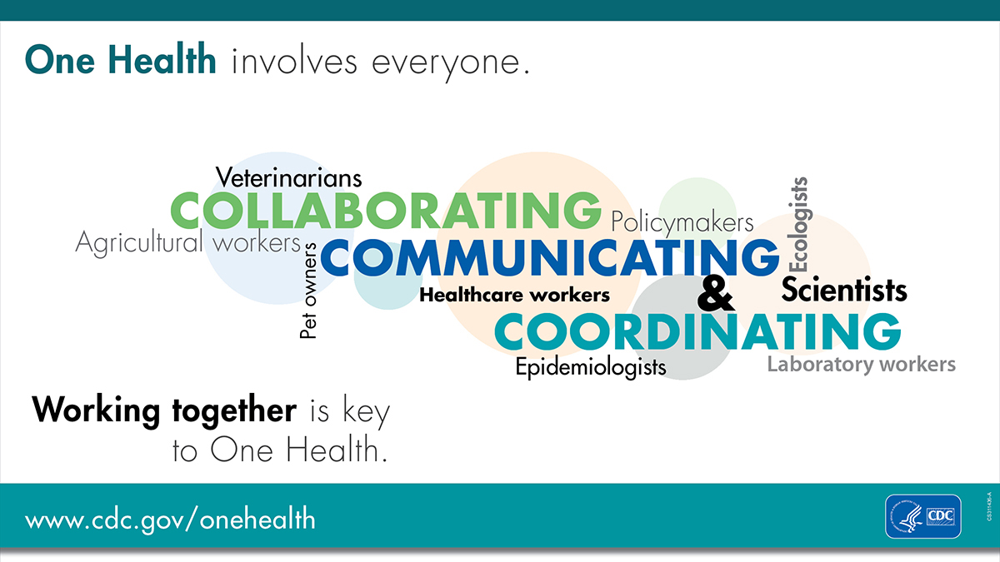 One Health involves everyone.
Veterinarians
COLLABORATING
Policymakers
Ecologists
Agricultural workers
Pet owners
COMMUNICATING
&
Healthcare workers
Scientists
COORDINATING
Epidemiologists
Laboratory workers
Working together is key
to One Health.
www.cdc.gov/onehealth
CDC
CS311436-A